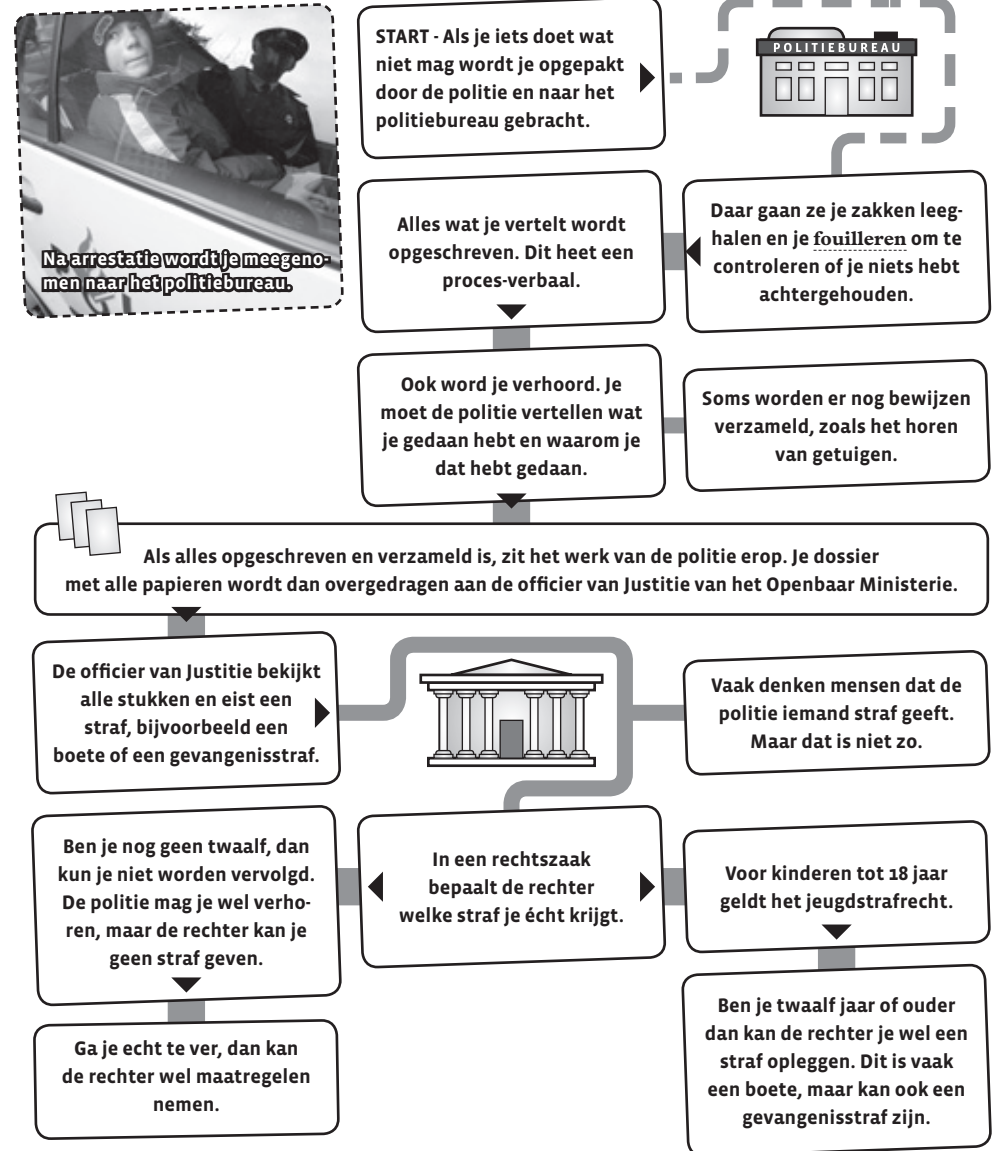 START - Als je iets doet wat
niet mag wordt je opgepakt
door de politie en naar het
politiebureau gebracht.
POLITIEBUREAU
Na arrestatie wordt je meegeno-
men naar het politiebureau.
Daar gaan ze je zakken leeg-
halen en je fouilleren om te
controleren of je niets hebt
achtergehouden.
Alles wat je vertelt wordt
opgeschreven. Dit heet een
proces-verbaal.
Ook word je verhoord. Je
moet de politie vertellen wat
je gedaan hebt en waarom je
dat hebt gedaan.
Soms worden er nog bewijzen
verzameld, zoals het horen
van getuigen.
Als alles opgeschreven en verzameld is, zit het werk van de politie erop. Je dossier
met alle papieren wordt dan overgedragen aan de officier van Justitie van het Openbaar Ministerie.
De officier van Justitie bekijkt
alle stukken en eist een
straf, bijvoorbeeld een
boete of een gevangenisstraf.
Vaak denken mensen dat de
politie iemand straf geeft.
Maar dat is niet zo.
In een rechtszaak
bepaalt de rechter
welke straf je écht krijgt.
Ben je nog geen twaalf, dan
kun je niet worden vervolgd.
De politie mag je wel verho-
ren, maar de rechter kan je
geen straf geven.
Ga je echt te ver, dan kan
de rechter wel maatregelen
nemen.
Voor kinderen tot 18 jaar
geldt het jeugdstrafrecht.
Ben je twaalf jaar of ouder
dan kan de rechter je wel een
straf opleggen. Dit is vaak
een boete, maar kan ook een
gevangenisstraf zijn.